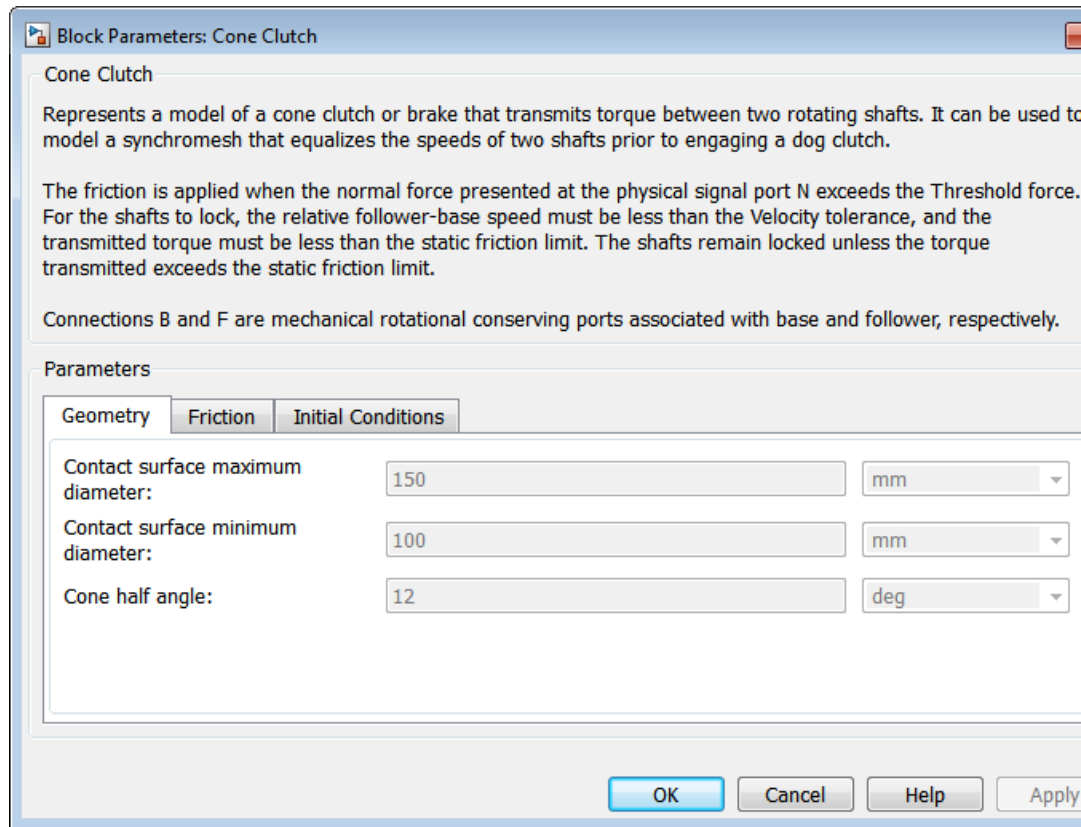 Block Parameters: Cone Clutch
Cone Clutch
Represents a model of a cone clutch or brake that transmits torque between two rotating shafts. It can be used to
model a synchromesh that equalizes the speeds of two shafts prior to engaging a dog clutch.
The friction is applied when the normal force presented at the physical signal port N exceeds the Threshold force.
For the shafts to lock, the relative follower-base speed must be less than the Velocity tolerance, and the
transmitted torque must be less than the static friction limit. The shafts remain locked unless the torque
transmitted exceeds the static friction limit.
Connections B and F are mechanical rotational conserving ports associated with base and follower, respectively.
Parameters
Geometry Friction Initial Conditions
Contact surface maximum
diameter: 150 mm
Contact surface minimum
diameter: 100 mm
Cone half angle: 12 deg
OK Cancel Help Apply